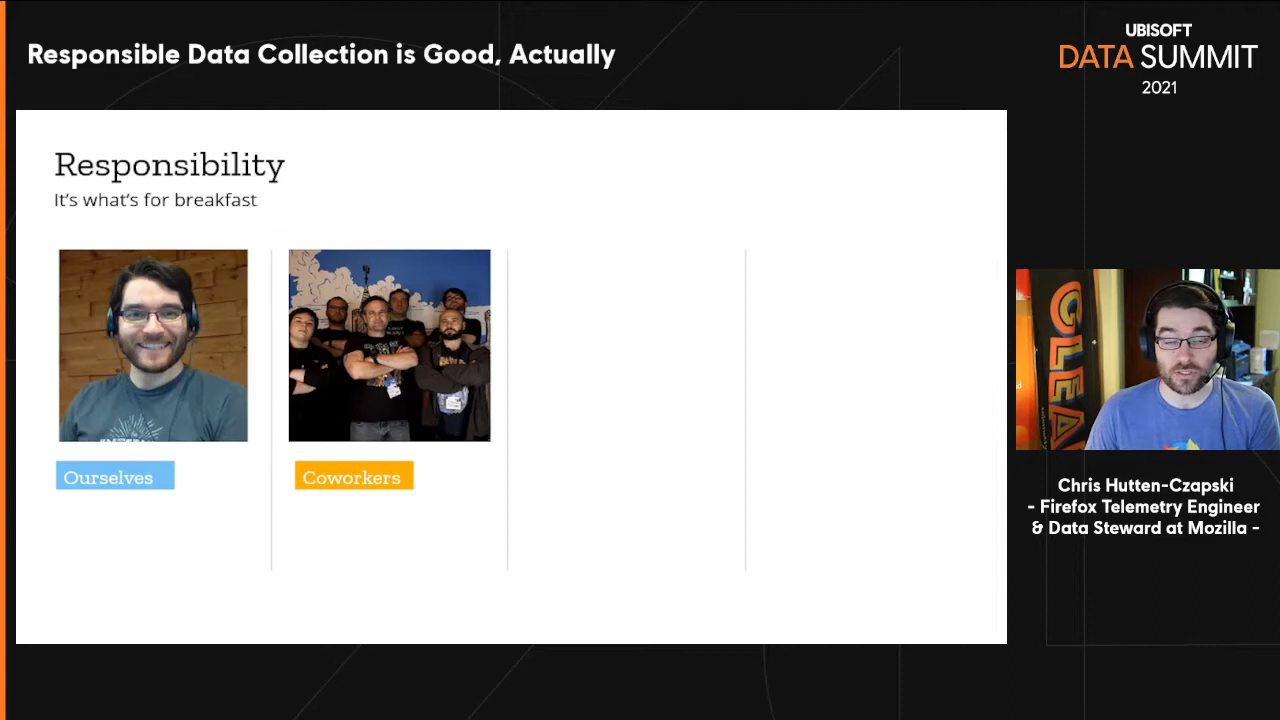 Responsible Data Collection is Good, Actually
UBISOFT
DATA SUMMIT
2021
Responsibility
It's what's for breakfast
Ourselves
Coworkers
GLEA
Chris Hutten-Czapski
- Firefox Telemetry Engineer
& Data Steward at Mozilla -